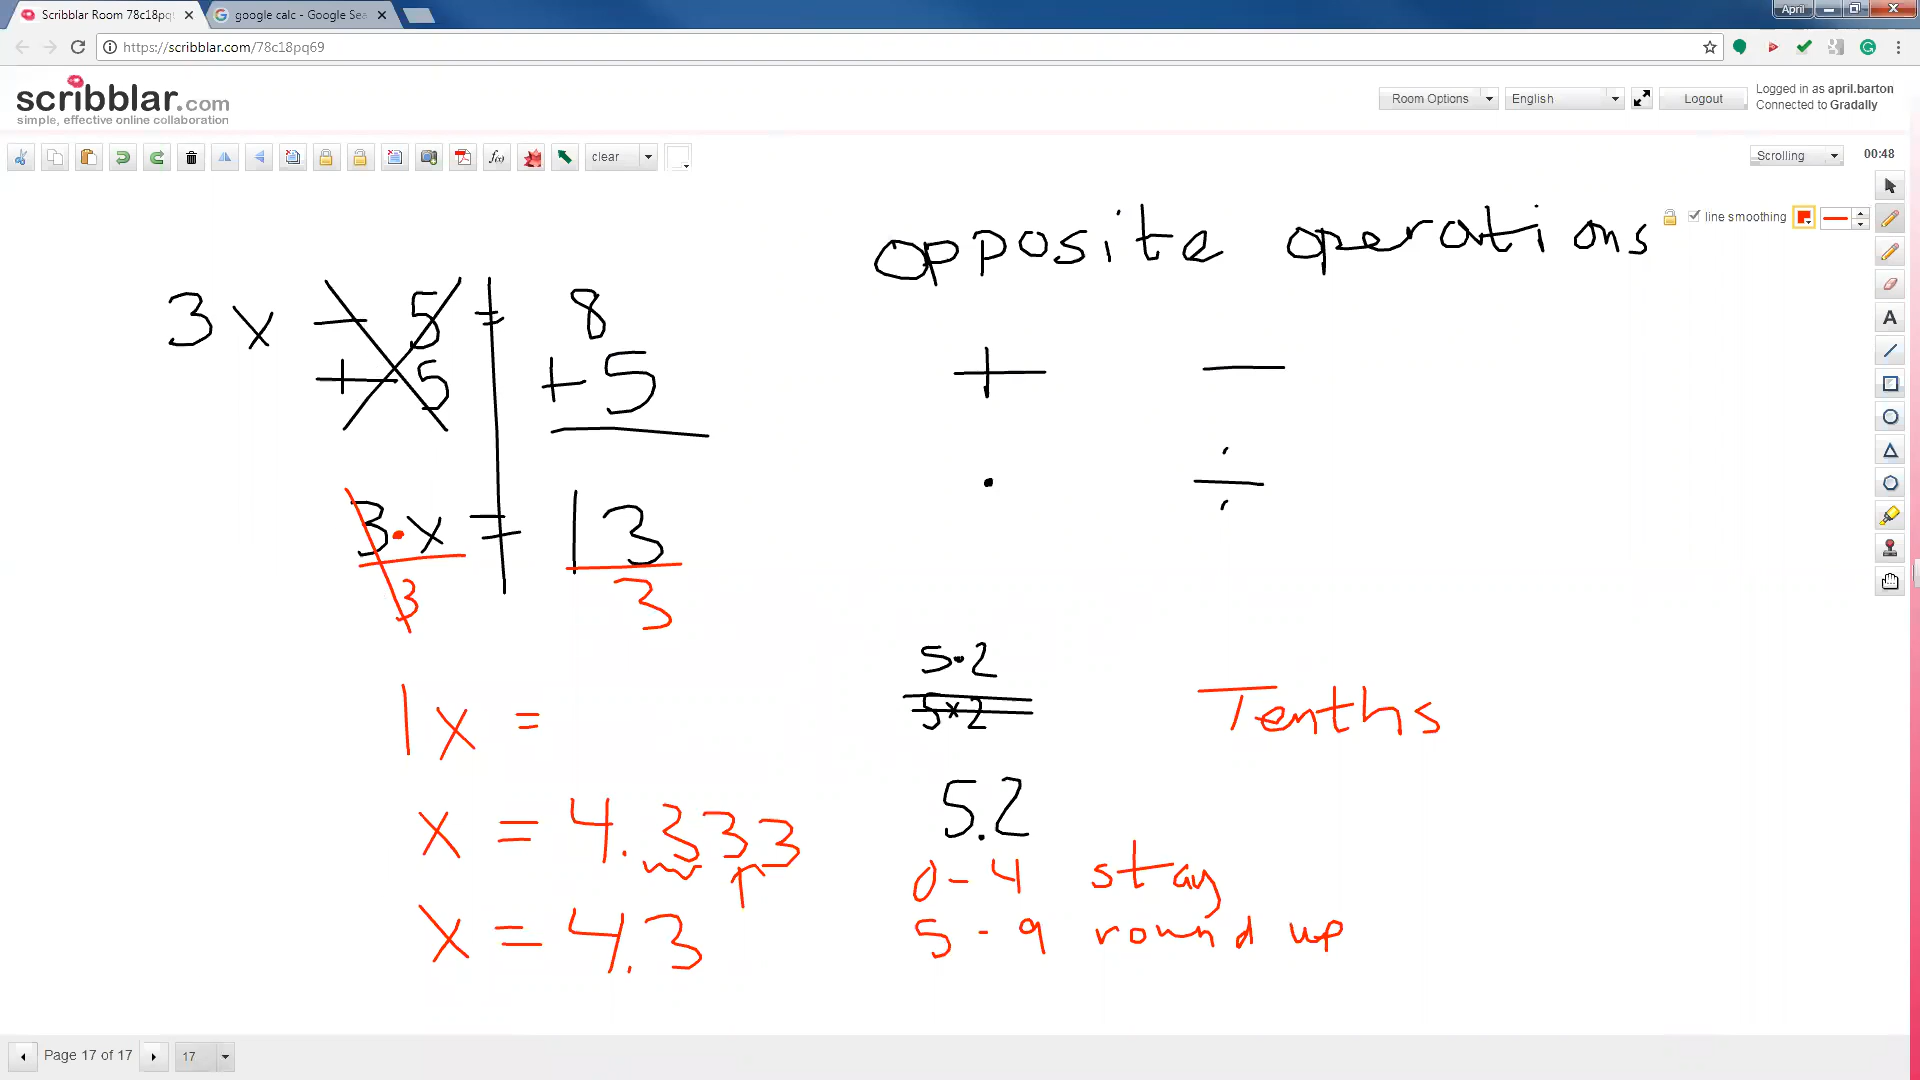 Scribblar Room 78c18pq
google calc - Google Sea
April
https://scribblar.com/78c18pq69
scribblar.com
simple, effective online collaboration
Room Options
English
Logout
Logged in as april.barton
Connected to Gradally
f(x)
clear
Scrolling
00:48
line smoothing
A
opposite operations
3x - 5 = 8
+ 5 + 5
+ -
3·x = 13
3 3
· ÷
1x =
5·2
5×2
Tenths
x = 4.333
5.2
0-4 stay
x = 4.3
5-9 round up
Page 17 of 17
17